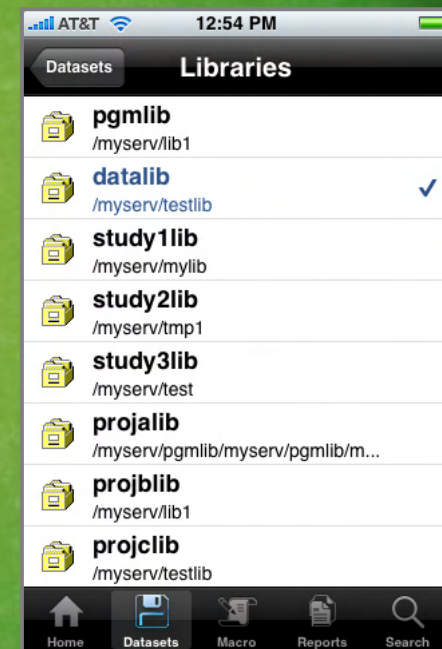 AT&T 12:54 PM
Datasets Libraries
pgmlib
/myserv/lib1
datalib
/myserv/testlib
study1lib
/myserv/mylib
study2lib
/myserv/tmp1
study3lib
/myserv/test
projalib
/myserv/pgmlib/myserv/pgmlib/m...
projblib
/myserv/lib1
projclib
/myserv/testlib
Home Datasets Macro Reports Search